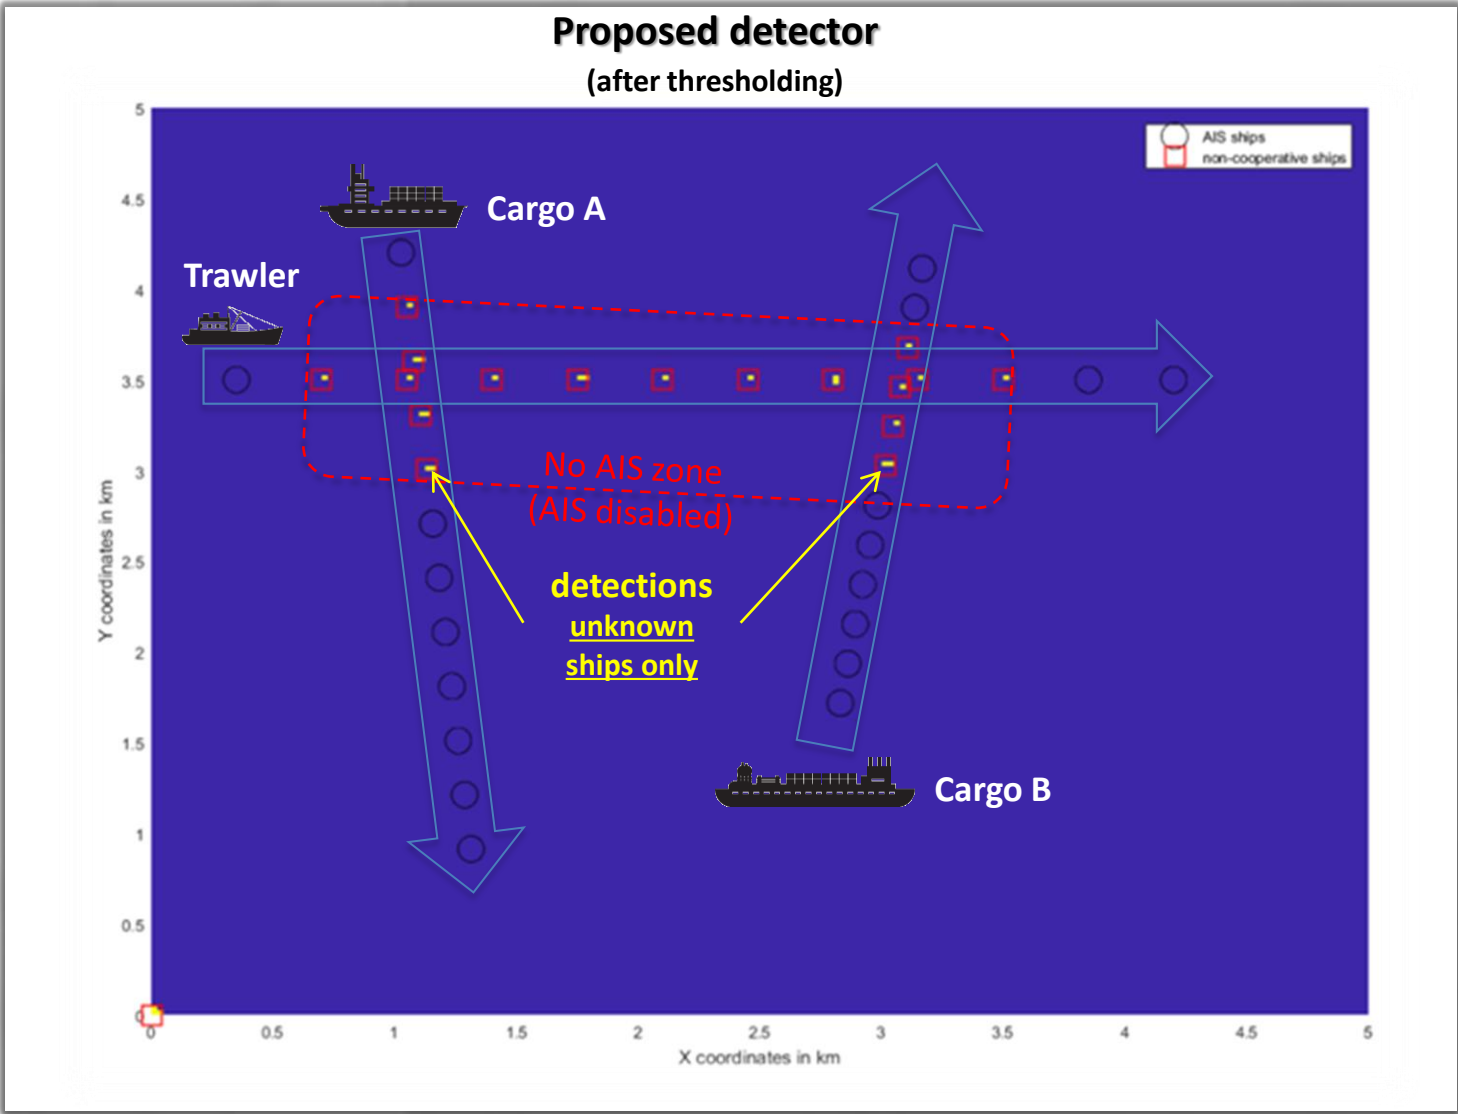 Proposed detector
(after thresholding)
AIS ships
non-cooperative ships
Cargo A
Trawler
No AIS zone
(AIS disabled)
detections
unknown
ships only
Cargo B
Y coordinates in km
5
4.5
4
3.5
3
2.5
2
1.5
1
0.5
0
0
0.5
1
1.5
2
2.5
3
3.5
4
4.5
5
X coordinates in km